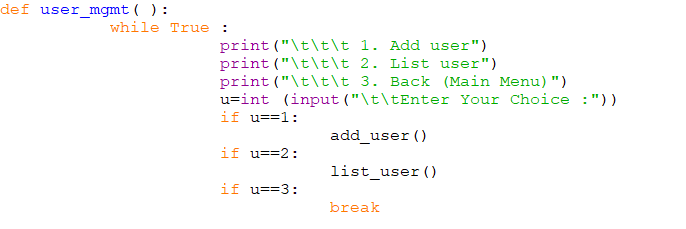 def user_mgmt( ):
while True :
print("\t\t\t 1. Add user")
print("\t\t\t 2. List user")
print("\t\t\t 3. Back (Main Menu)")
u=int (input("\t\tEnter Your Choice :"))
if u==1:
add_user()
if u==2:
list_user()
if u==3:
break